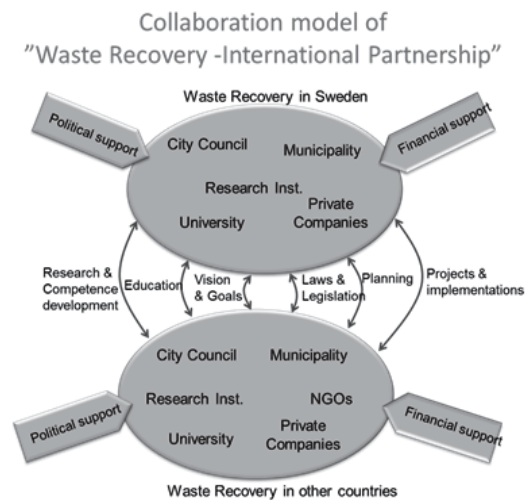 Collaboration model of
”Waste Recovery -International Partnership”
Waste Recovery in Sweden
Political support
Financial support
City Council
Municipality
Research Inst.
University
Private
Companies
Research &
Competence
development
Education
Vision
& Goals
Laws &
Legislation
Planning
Projects &
implementations
City Council
Municipality
Research Inst.
NGOs
University
Private
Companies
Political support
Financial support
Waste Recovery in other countries